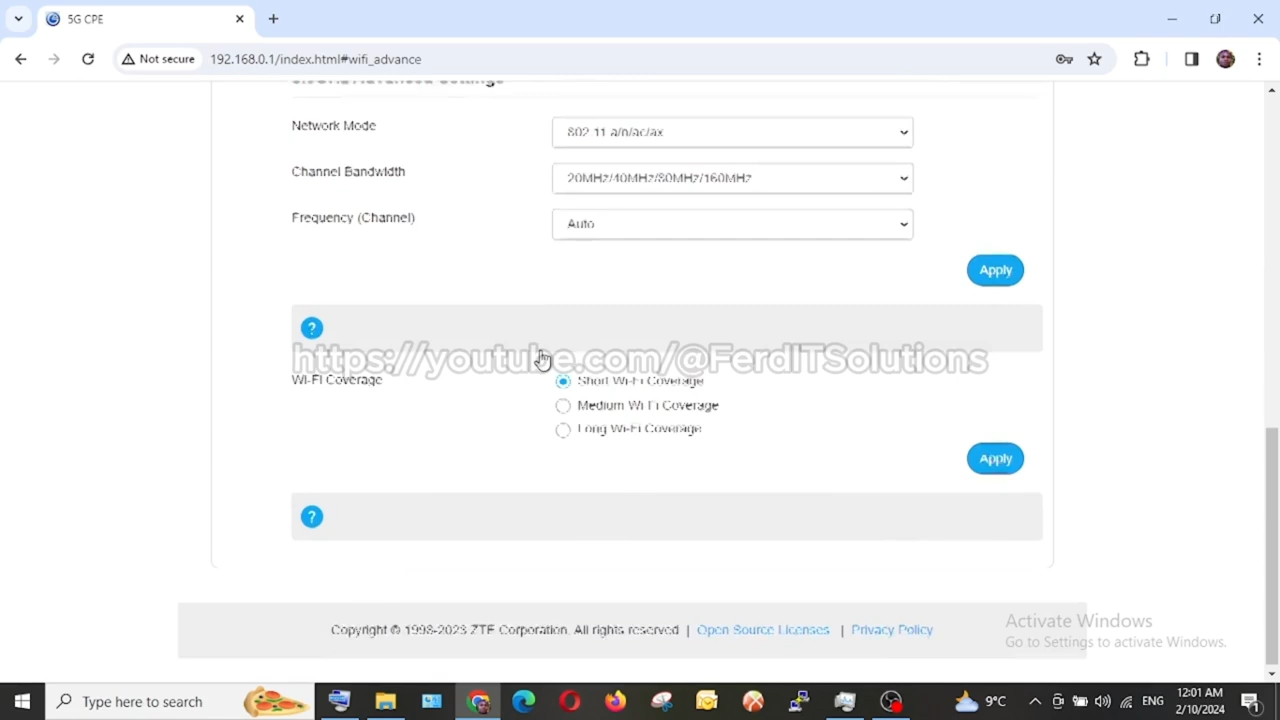 5G CPE
Not secure
192.168.0.1/index.html#wifi_advance
Network Mode
802.11 a/n/ac/ax
Channel Bandwidth
20MHz/40MHz/80MHz/160MHz
Frequency (Channel)
Auto
Apply
?
https://youtube.com/@FerdITSolutions
Wi-Fi Coverage
Short Wi-Fi Coverage
Medium Wi-Fi Coverage
Long Wi-Fi Coverage
Apply
?
Copyright © 1998-2023 ZTE Corporation. All rights reserved | Open Source Licenses | Privacy Policy
Activate Windows
Go to Settings to activate Windows.
Type here to search
9°C
ENG
12:01 AM
2/10/2024
1